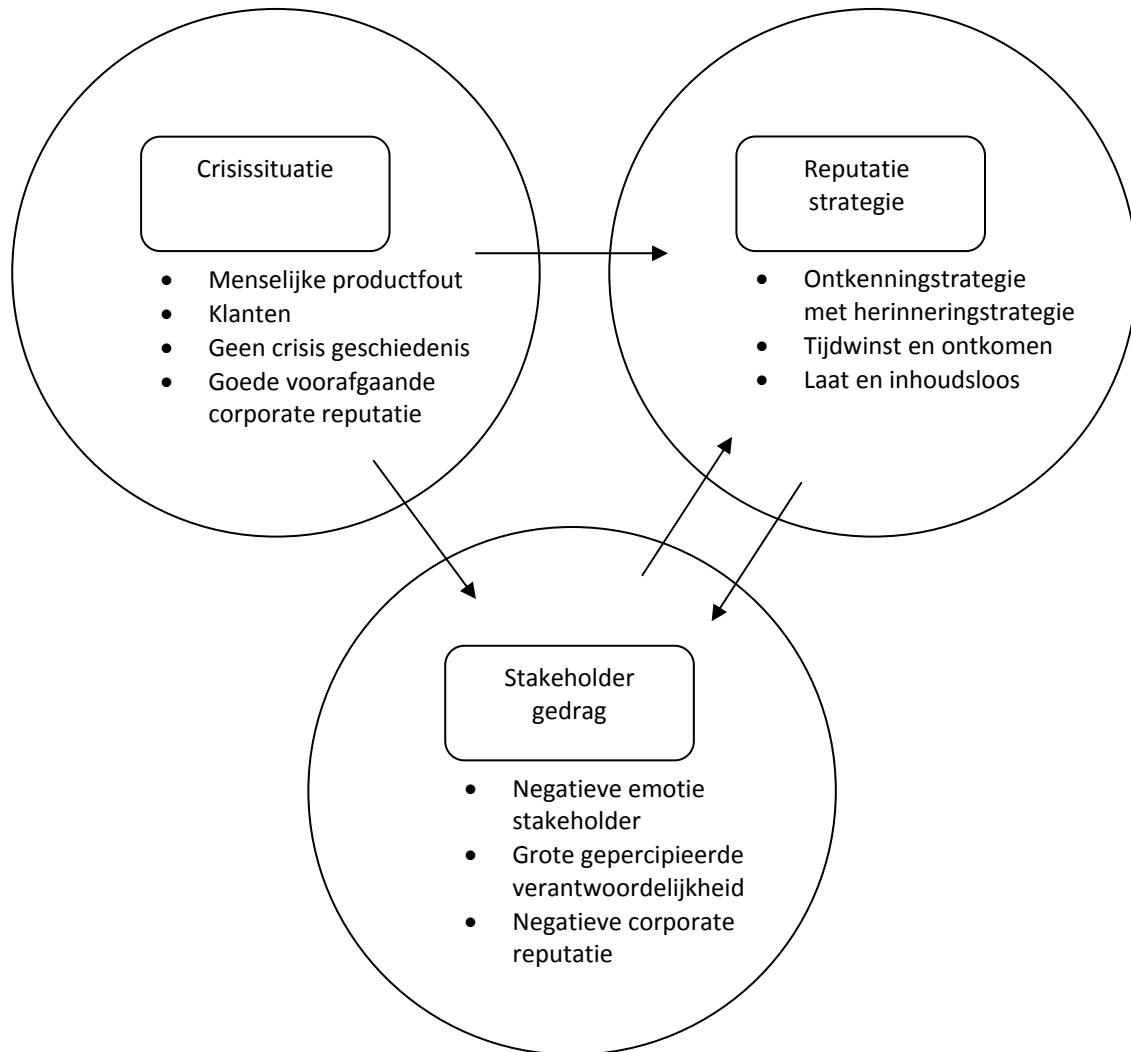 Crisissituatie
• Menselijke productfout
• Klanten
• Geen crisis geschiedenis
• Goede voorafgaande
corporate reputatie
Reputatie
strategie
• Ontkenningstrategie
met herinneringstrategie
• Tijdwinst en ontkomen
• Laat en inhoudsloos
Stakeholder
gedrag
• Negatieve emotie
stakeholder
• Grote gepercipieerde
verantwoordelijkheid
• Negatieve corporate
reputatie